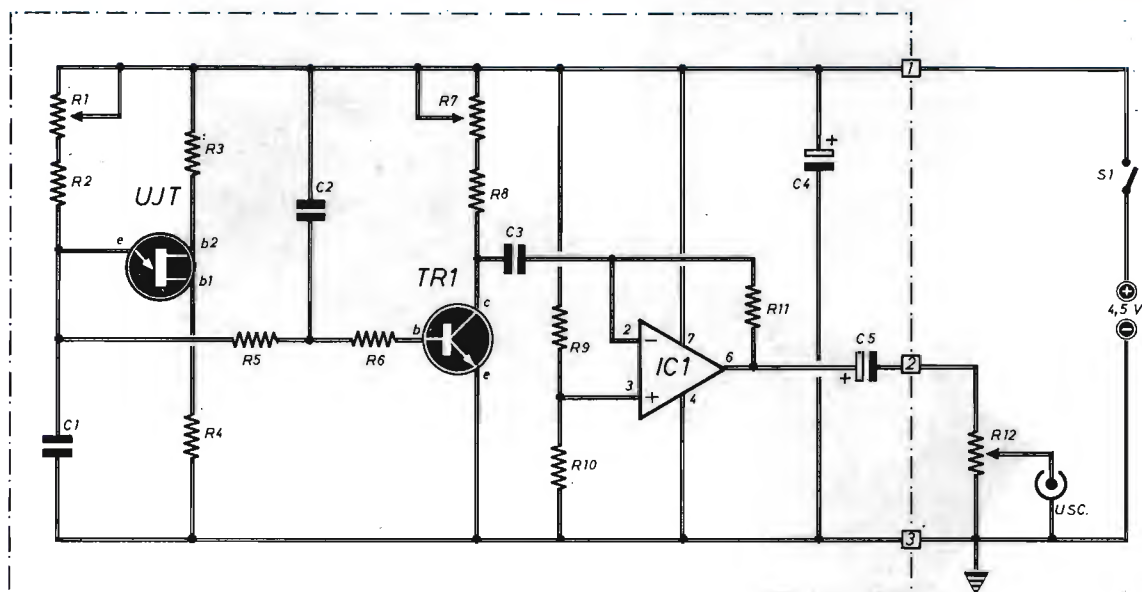 1
R1
R7
R3
+
C4
S1
R2
C2
R8
UJT
e
b2
b1
C3
TR1
c
b
e
R5
R6
R9
R11
2
−
7
IC1
6
3
+
4
+
C5
2
+
4,5 V
−
C1
R4
R10
R12
USC.
3